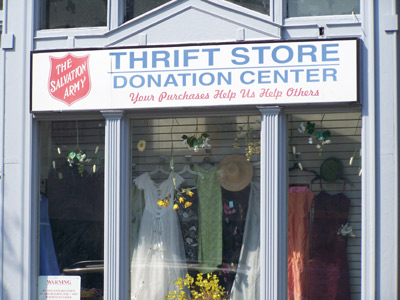 THE
SALVATION
ARMY
THRIFT STORE
DONATION CENTER
Your Purchases Help Us Help Others
WARNING